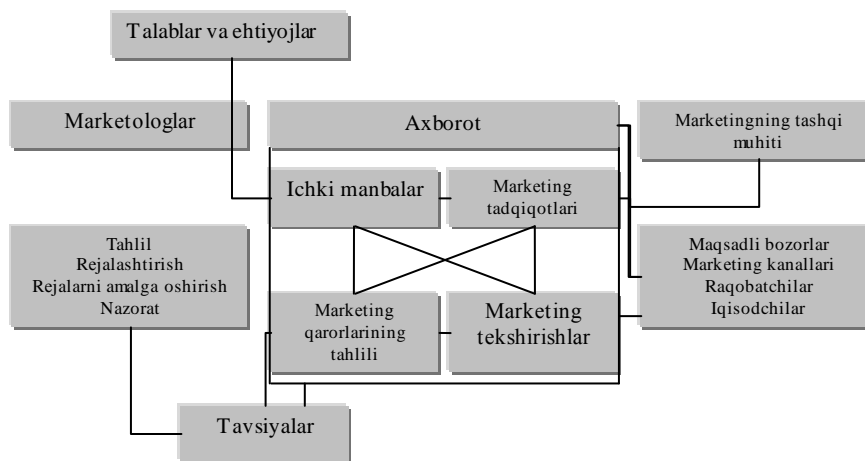 Talablar va ehtiyojlar
Marketologlar
Axborot
Marketingning tashqi
muhiti
Ichki manbalar
Marketing
tadqiqotlari
Tahlil
Rejalashtirish
Rejalarni amalga oshirish
Nazorat
Maqsadli bozorlar
Marketing kanallari
Raqobatchilar
Iqisodchilar
Marketing
qarorlarining
tahlili
Marketing
tekshirishlar
Tavsiyalar